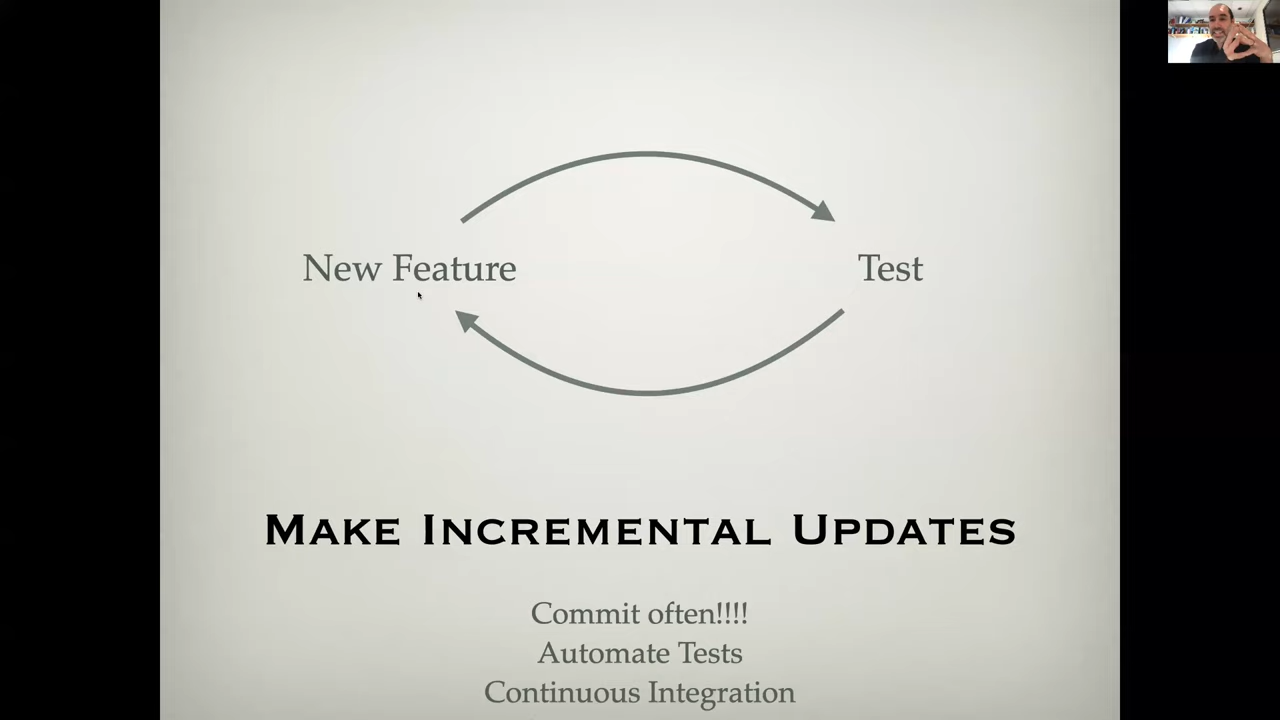 New Feature
Test
Make Incremental Updates
Commit often!!!!
Automate Tests
Continuous Integration